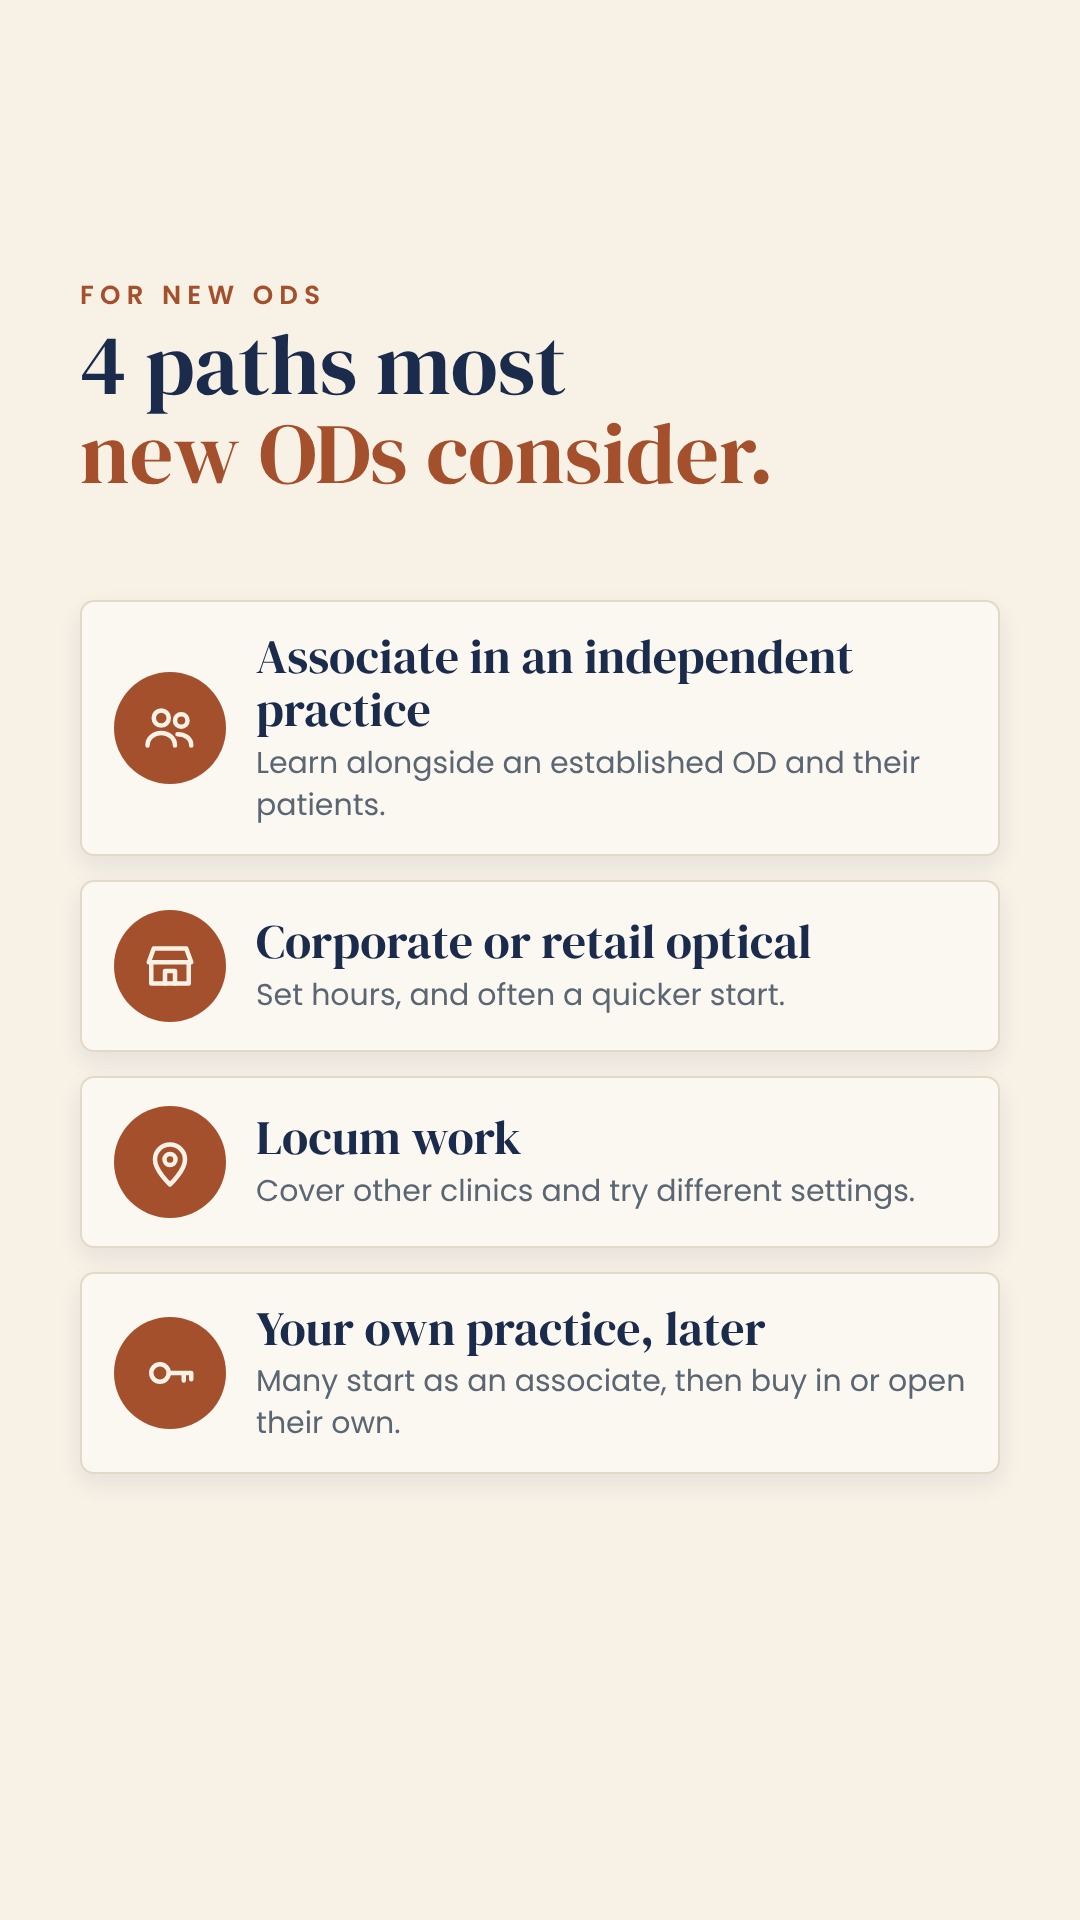 FOR NEW ODS
4 paths most
new ODs consider.
Associate in an independent
practice
Learn alongside an established OD and their
patients.
Corporate or retail optical
Set hours, and often a quicker start.
Locum work
Cover other clinics and try different settings.
Your own practice, later
Many start as an associate, then buy in or open
their own.